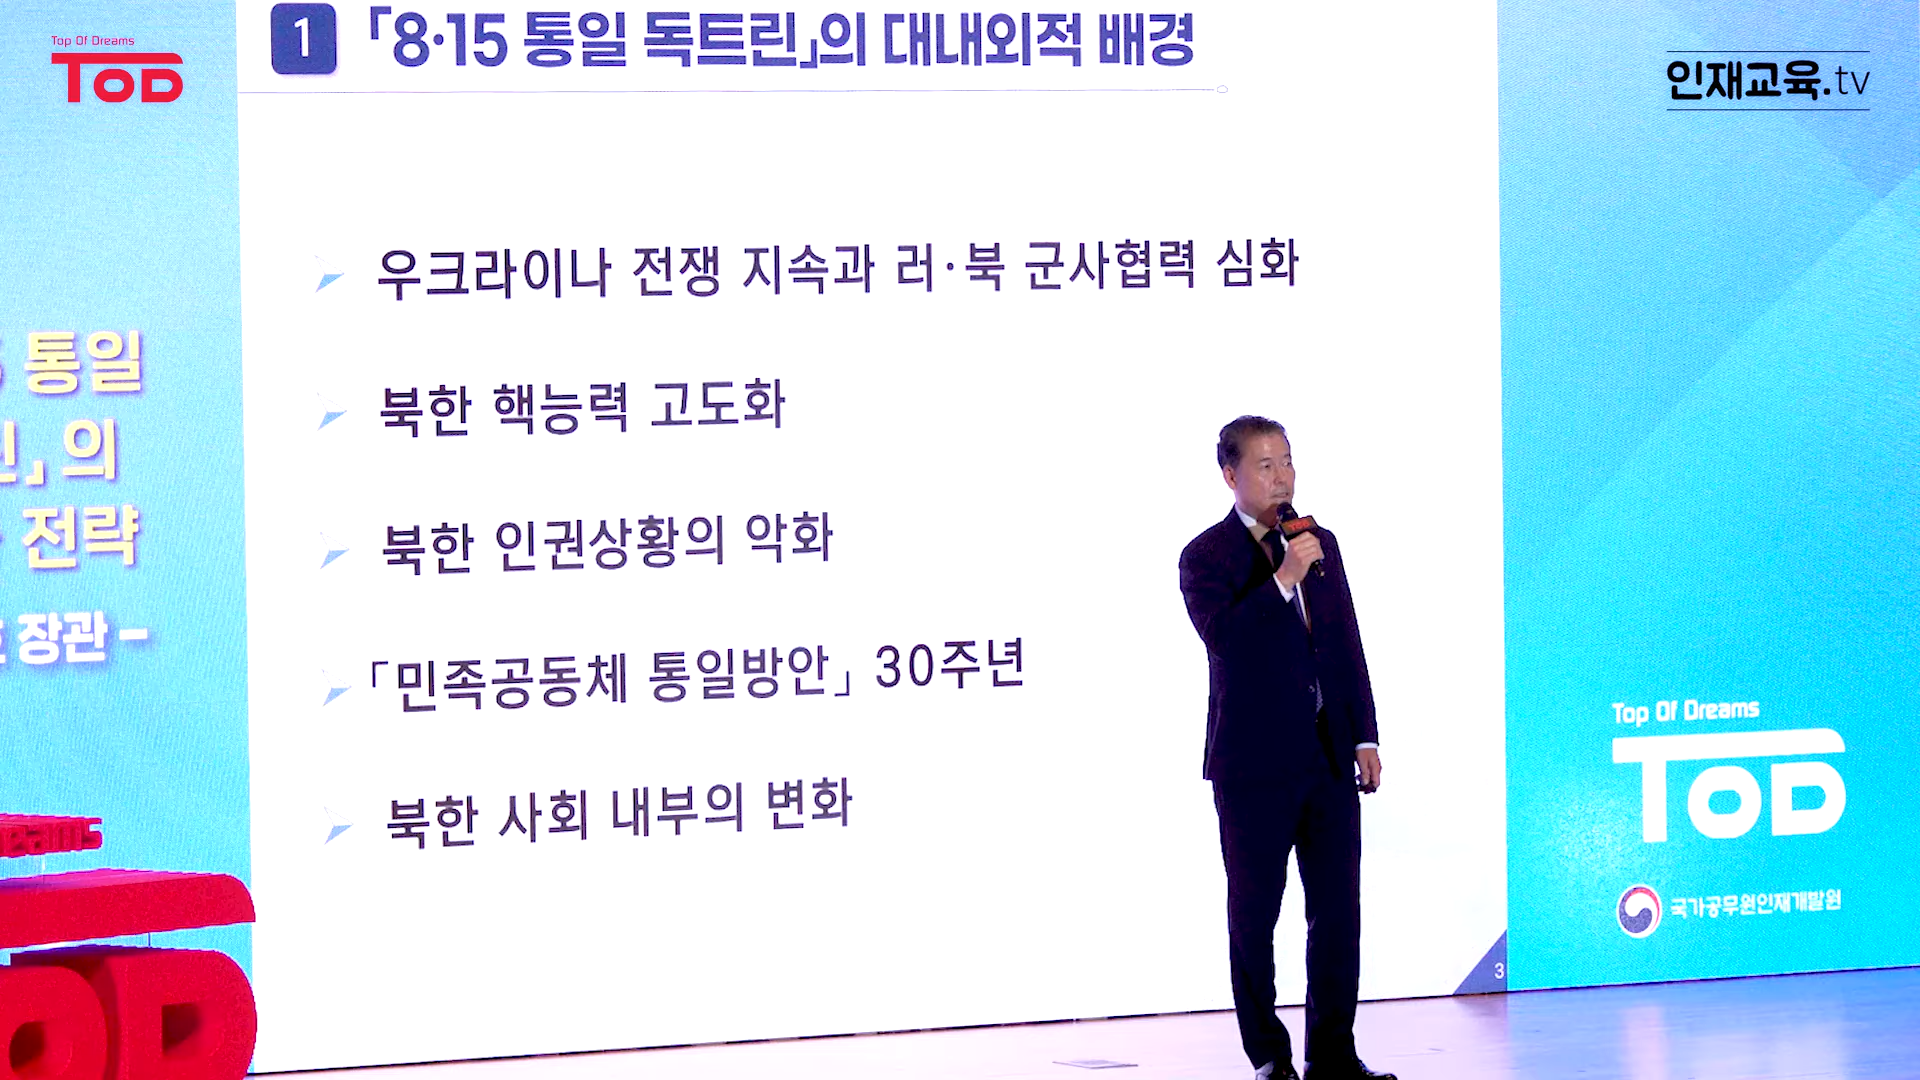 Top Of Dreams
TOD
인재교육.tv
1 「8·15 통일 독트린」의 대내외적 배경
우크라이나 전쟁 지속과 러·북 군사협력 심화
북한 핵능력 고도화
북한 인권상황의 악화
「민족공동체 통일방안」 30주년
북한 사회 내부의 변화
통일
」의
전략
장관 -
Top Of Dreams
TOD
국가공무원인재개발원
3